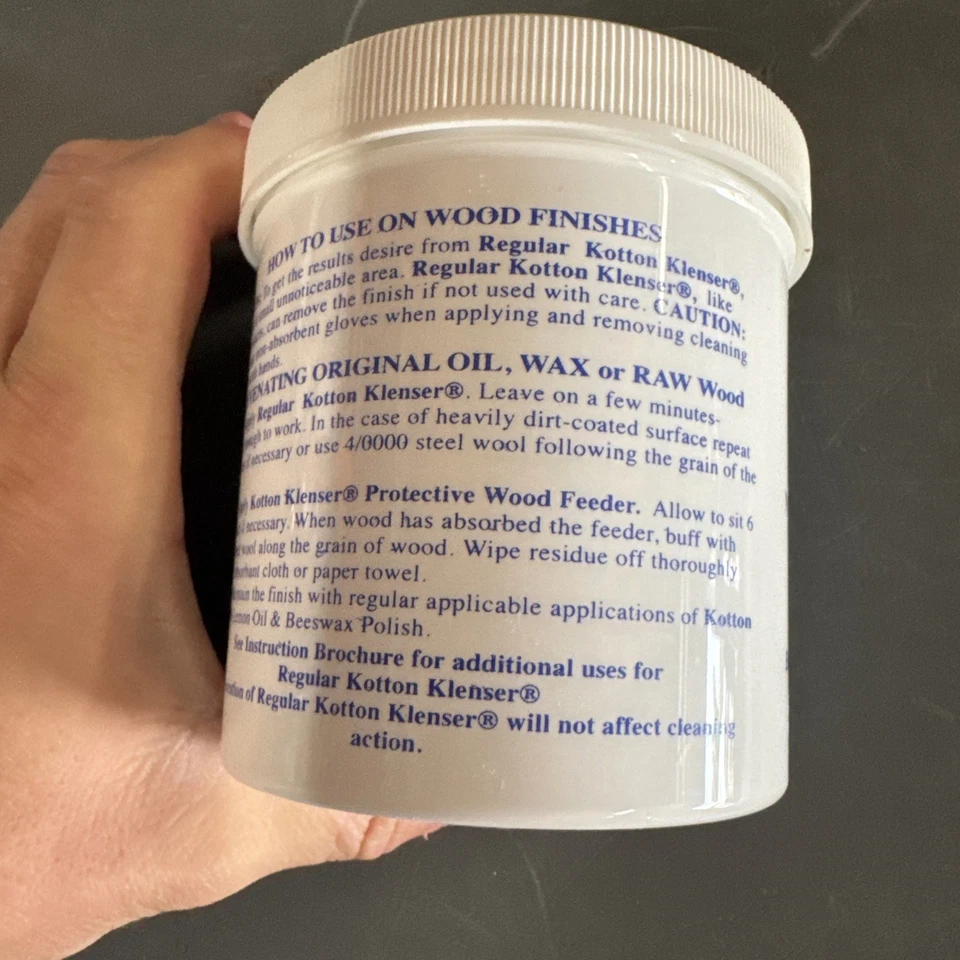 HOW TO USE ON WOOD FINISHES
To get the results desire from Regular Kotton Klenser®,
small unnoticeable area. Regular Kotton Klenser®, like
can remove the finish if not used with care. CAUTION:
non-absorbent gloves when applying and removing cleaning
hands.
ENATING ORIGINAL OIL, WAX or RAW Wood
Regular Kotton Klenser®. Leave on a few minutes-
to work. In the case of heavily dirt-coated surface repeat
if necessary or use 4/0000 steel wool following the grain of the
Kotton Klenser® Protective Wood Feeder. Allow to sit 6
necessary. When wood has absorbed the feeder, buff with
wool along the grain of wood. Wipe residue off thoroughly
cloth or paper towel.
the finish with regular applicable applications of Kotton
Oil & Beeswax Polish.
See Instruction Brochure for additional uses for
Regular Kotton Klenser®
of Regular Kotton Klenser® will not affect cleaning
action.